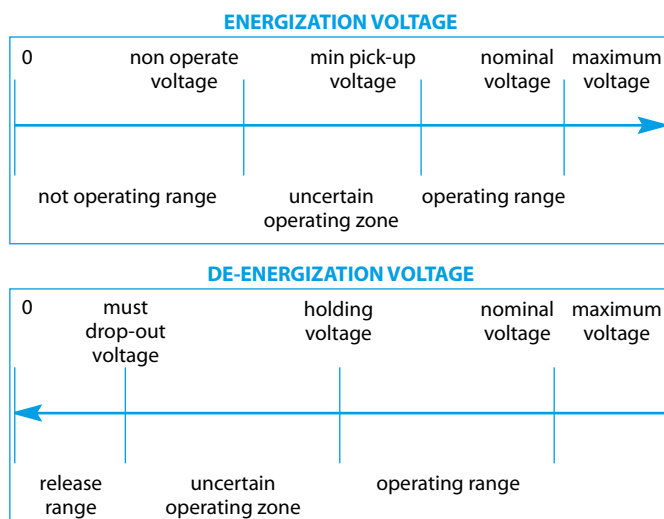 ENERGIZATION VOLTAGE
0 non operate min pick-up nominal maximum
voltage voltage voltage voltage
not operating range uncertain operating range
operating zone
DE-ENERGIZATION VOLTAGE
0 must holding nominal maximum
drop-out voltage voltage voltage
voltage
release uncertain operating range
range operating zone